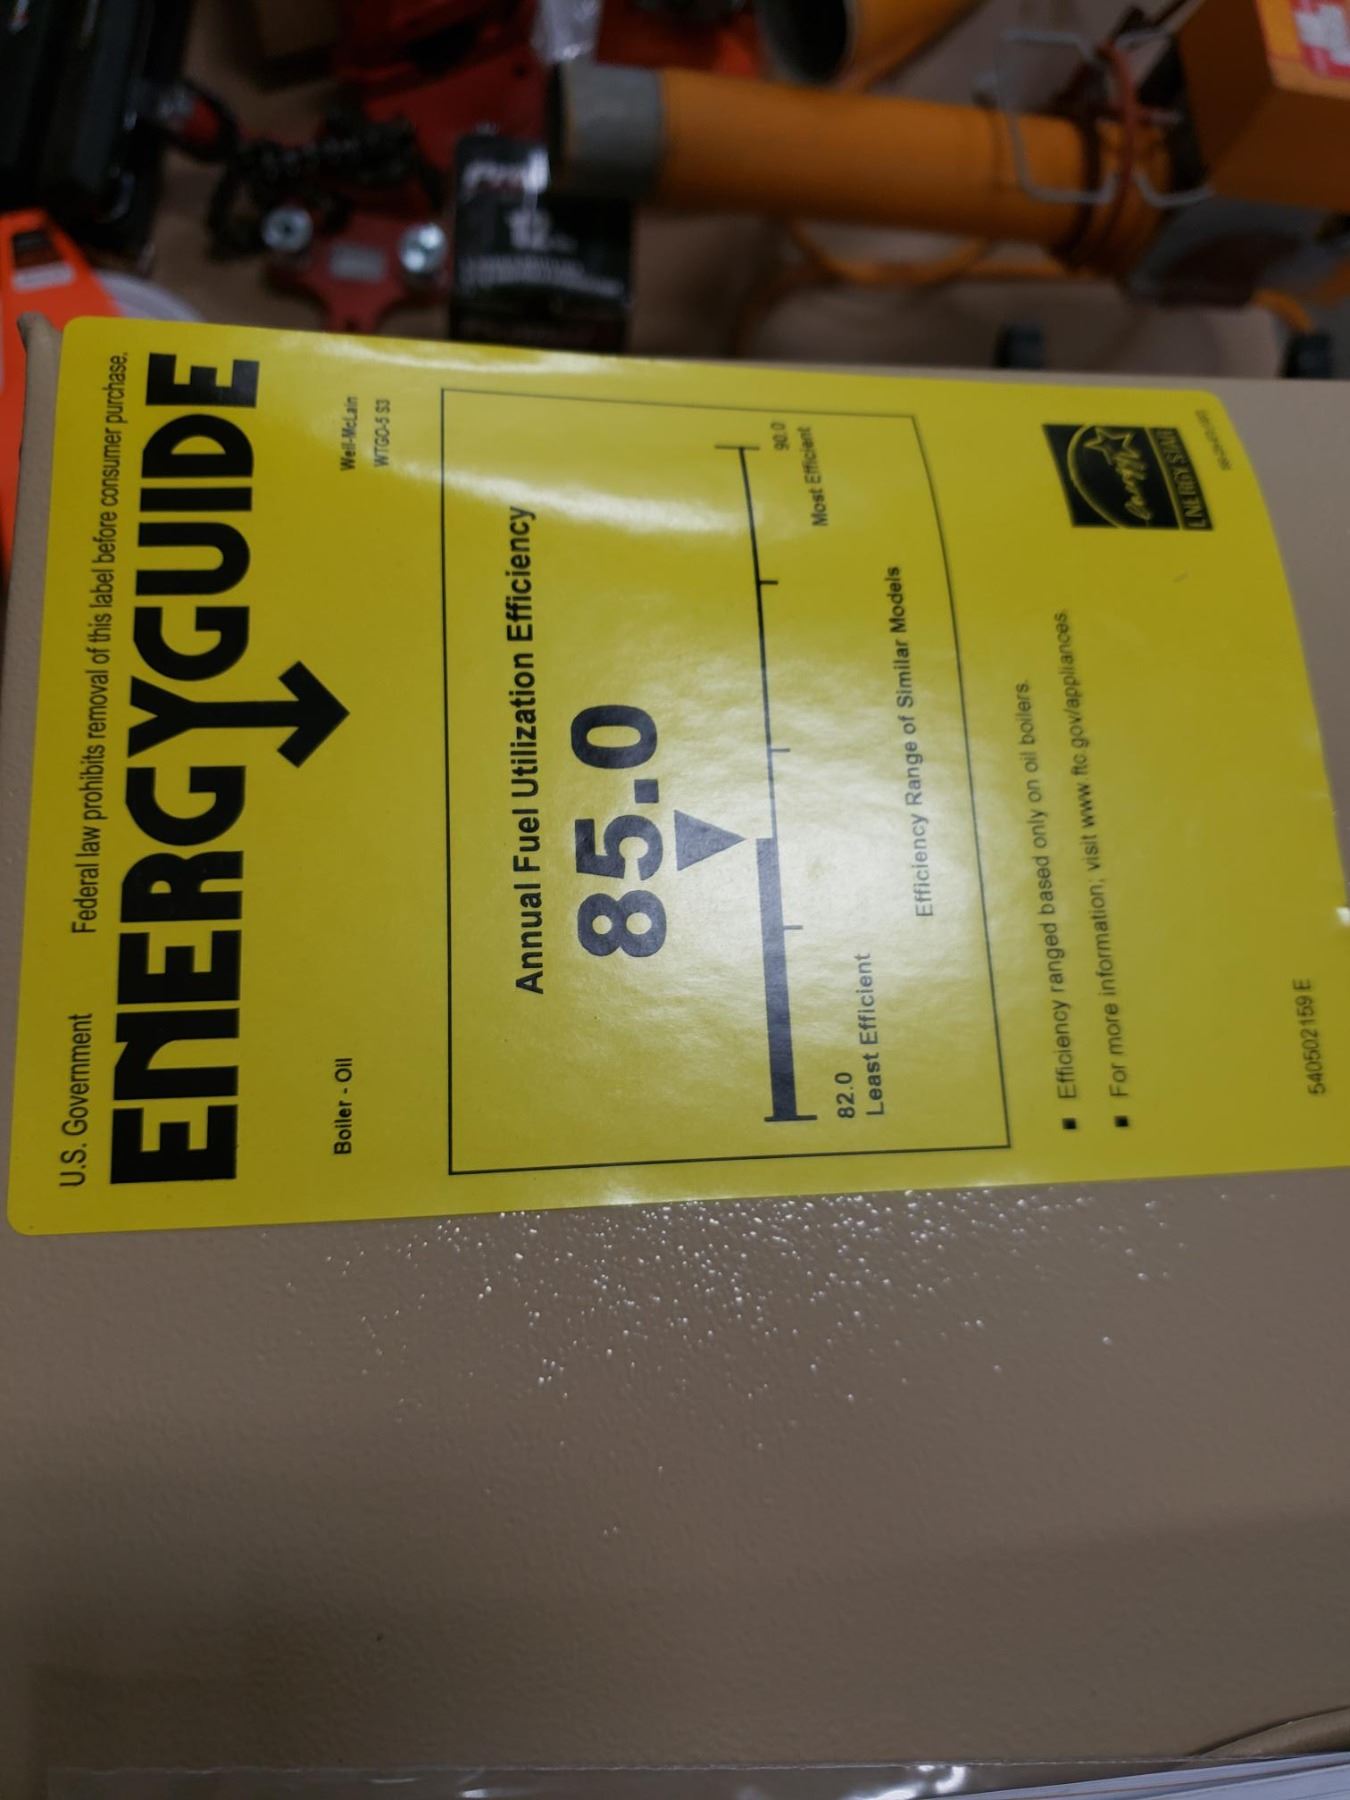 U.S. Government Federal law prohibits removal of this label before consumer purchase.
ENERGYGUIDE
Boiler - Oil
Weil-McLain
WTGO-5 S3
Annual Fuel Utilization Efficiency
85.0
82.0
Least Efficient
90.0
Most Efficient
Efficiency Range of Similar Models
■ Efficiency ranged based only on oil boilers.
■ For more information, visit www.ftc.gov/appliances.
ENERGY STAR
540502159 E
12